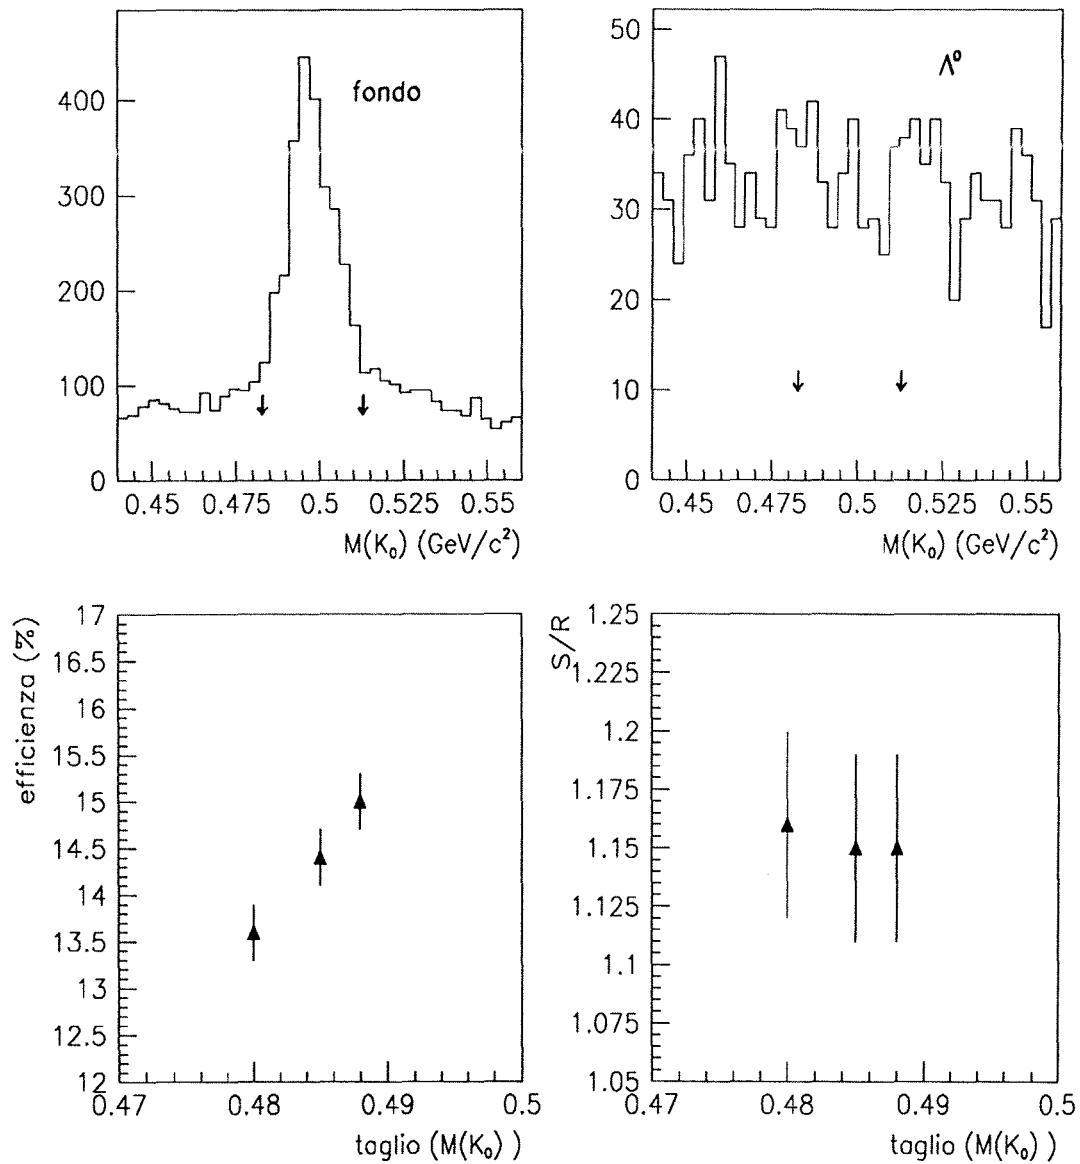 fondo
400
300
200
100
0
0.45 0.475 0.5 0.525 0.55
M(K₀) (GeV/c²)
Λ⁰
50
40
30
20
10
0
0.45 0.475 0.5 0.525 0.55
M(K₀) (GeV/c²)
efficienza (%)
17
16.5
16
15.5
15
14.5
14
13.5
13
12.5
12
0.47 0.48 0.49 0.5
taglio (M(K₀) )
S/R
1.25
1.225
1.2
1.175
1.15
1.125
1.1
1.075
1.05
0.47 0.48 0.49 0.5
taglio (M(K₀) )